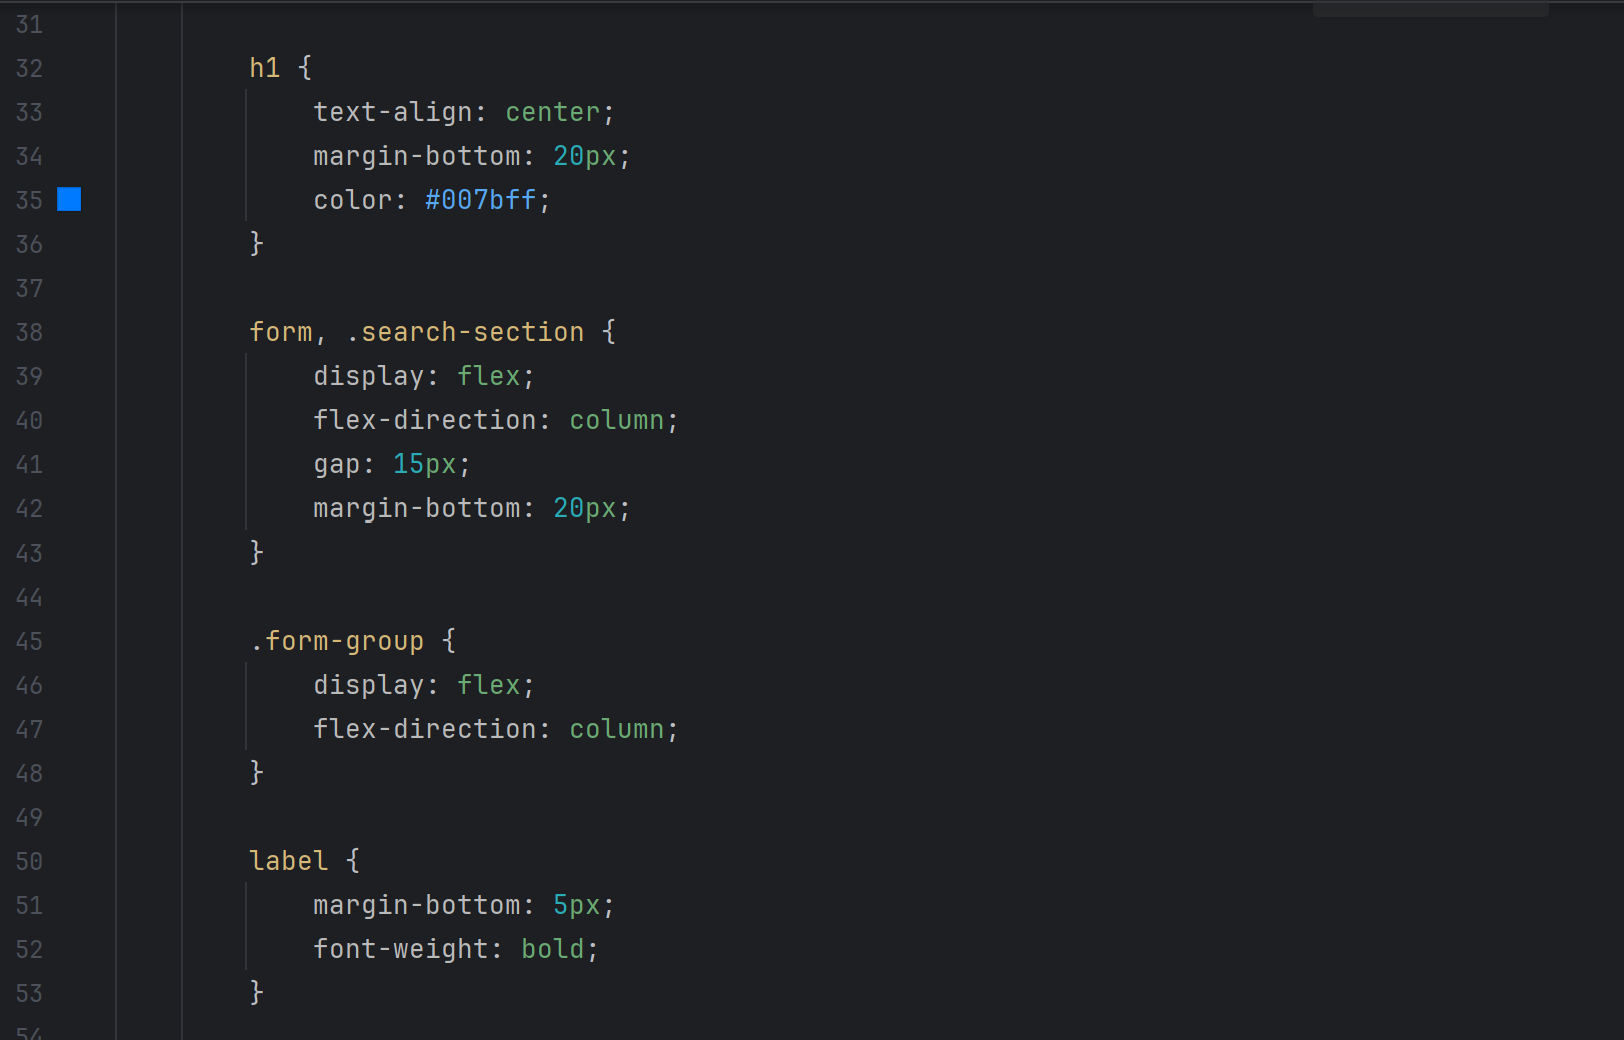 31
32 h1 {
33 text-align: center;
34 margin-bottom: 20px;
35 color: #007bff;
36 }
37
38 form, .search-section {
39 display: flex;
40 flex-direction: column;
41 gap: 15px;
42 margin-bottom: 20px;
43 }
44
45 .form-group {
46 display: flex;
47 flex-direction: column;
48 }
49
50 label {
51 margin-bottom: 5px;
52 font-weight: bold;
53 }
54